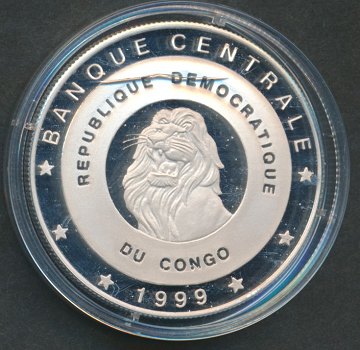 BANQUE CENTRALE
REPUBLIQUE DEMOCRATIQUE
DU CONGO
1999